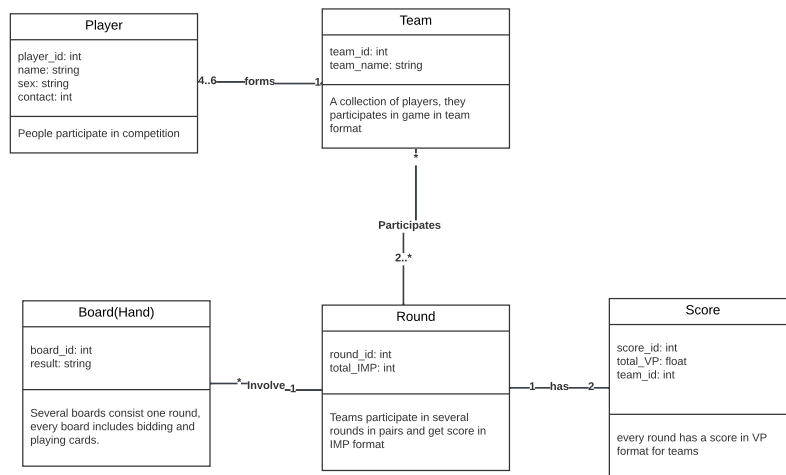 Player
player_id: int
name: string
sex: string
contact: int
People participate in competition
4..6
forms
1
Team
team_id: int
team_name: string
A collection of players, they
participates in game in team
format
*
Participates
2..*
Board(Hand)
board_id: int
result: string
Several boards consist one round,
every board includes bidding and
playing cards.
*
Involve
1
Round
round_id: int
total_IMP: int
Teams participate in several
rounds in pairs and get score in
IMP format
1
has
2
Score
score_id: int
total_VP: float
team_id: int
every round has a score in VP
format for teams